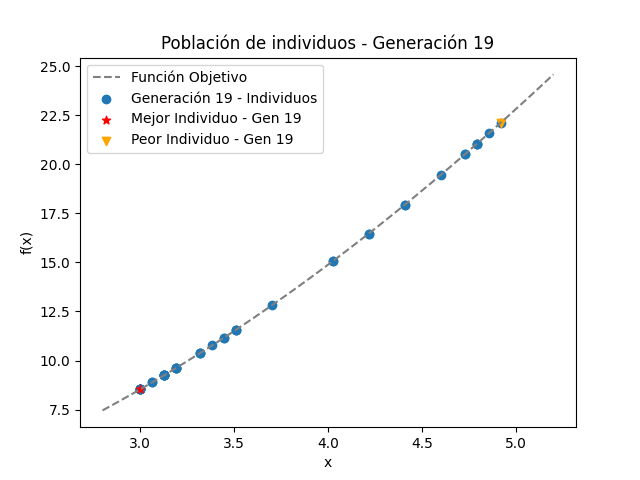 Población de individuos - Generación 19
25.0
22.5
20.0
17.5
15.0
12.5
10.0
7.5
f(x)
Función Objetivo
Generación 19 - Individuos
Mejor Individuo - Gen 19
Peor Individuo - Gen 19
3.0 3.5 4.0 4.5 5.0
x